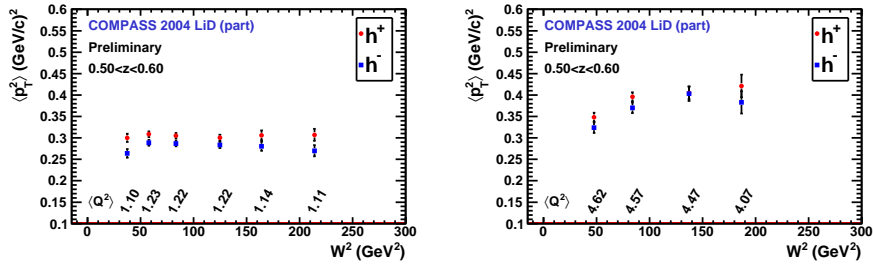 COMPASS 2004 LiD (part)
Preliminary
0.50<z<0.60
h+
h-
⟨p_T^2⟩ (GeV/c)^2
0.6
0.55
0.5
0.45
0.4
0.35
0.3
0.25
0.2
0.15
0.1
⟨Q^2⟩ 1.10 1.23 1.22 1.22 1.14 1.11
0 50 100 150 200 250 300
W^2 (GeV^2)
COMPASS 2004 LiD (part)
Preliminary
0.50<z<0.60
h+
h-
⟨p_T^2⟩ (GeV/c)^2
0.6
0.55
0.5
0.45
0.4
0.35
0.3
0.25
0.2
0.15
0.1
⟨Q^2⟩ 4.62 4.57 4.47 4.07
0 50 100 150 200 250 300
W^2 (GeV^2)